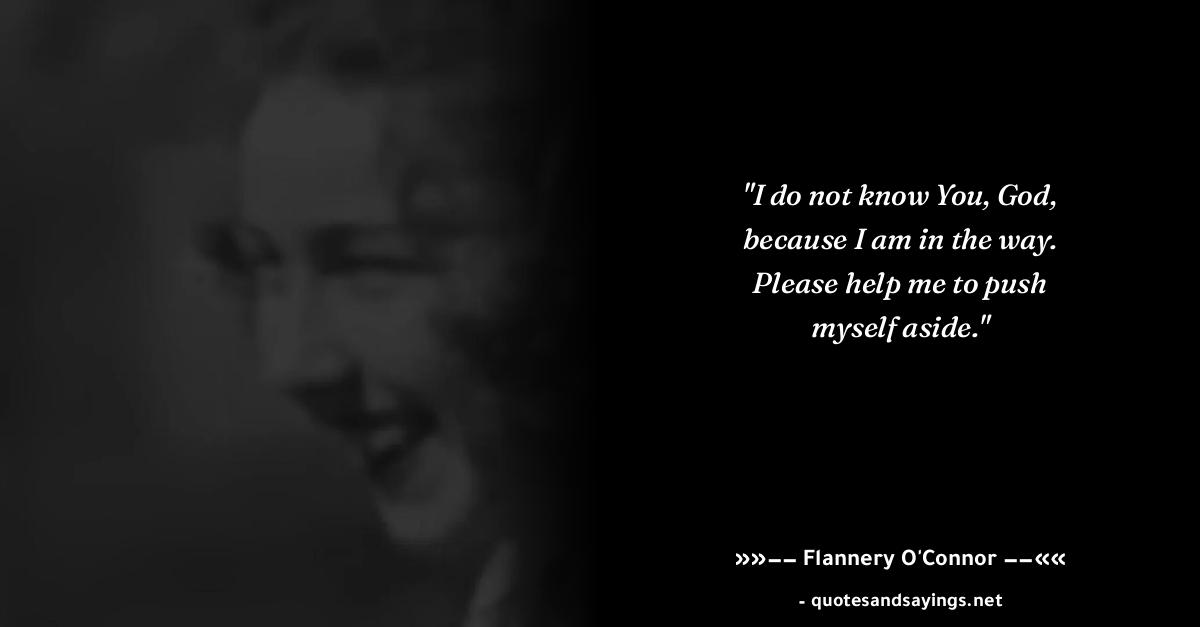 "I do not know You, God,
because I am in the way.
Please help me to push
myself aside."
»»–– Flannery O'Connor ––««
- quotesandsayings.net